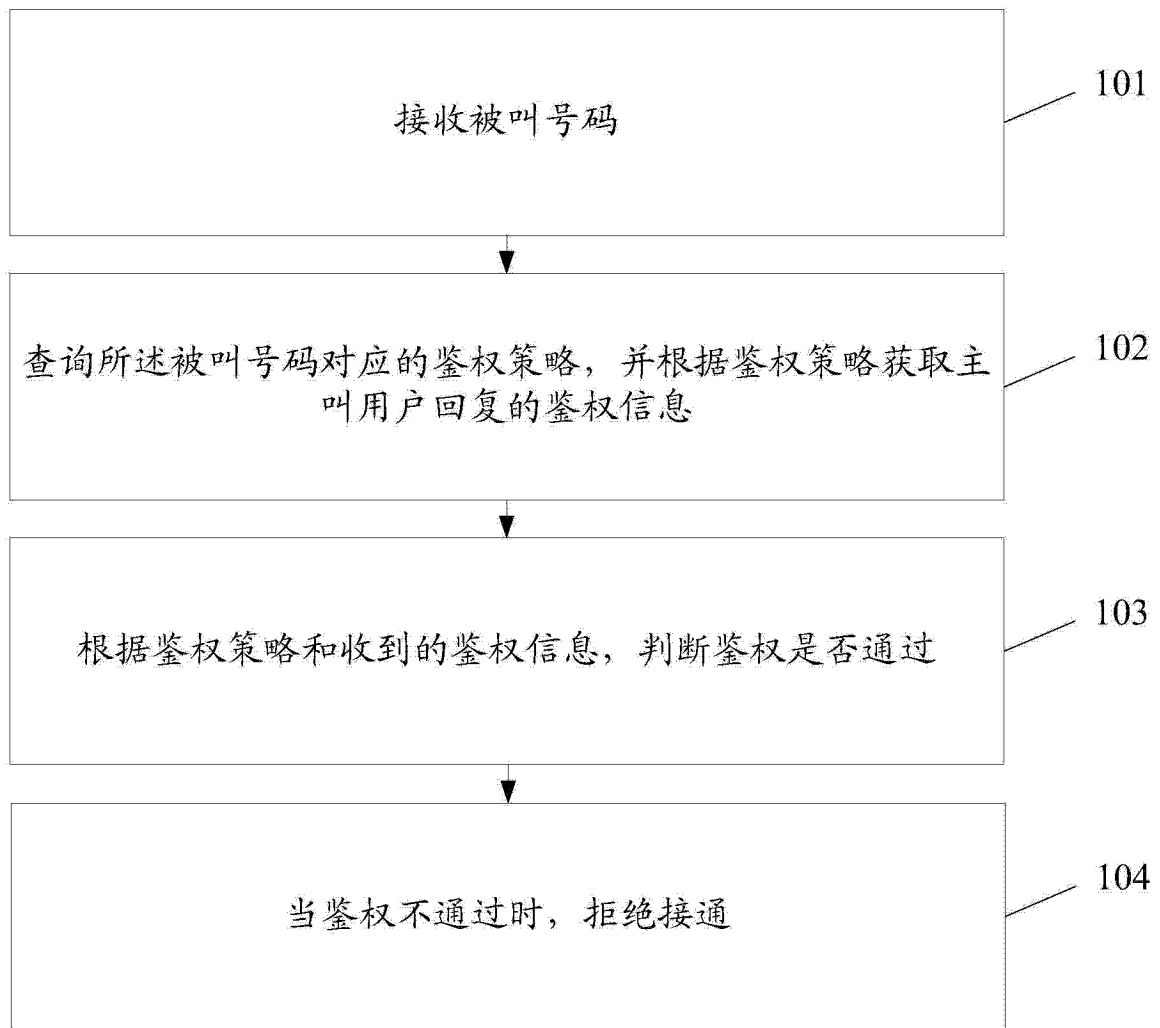 接收被叫号码
101
查询所述被叫号码对应的鉴权策略，并根据鉴权策略获取主
叫用户回复的鉴权信息
102
根据鉴权策略和收到的鉴权信息，判断鉴权是否通过
103
当鉴权不通过时，拒绝接通
104